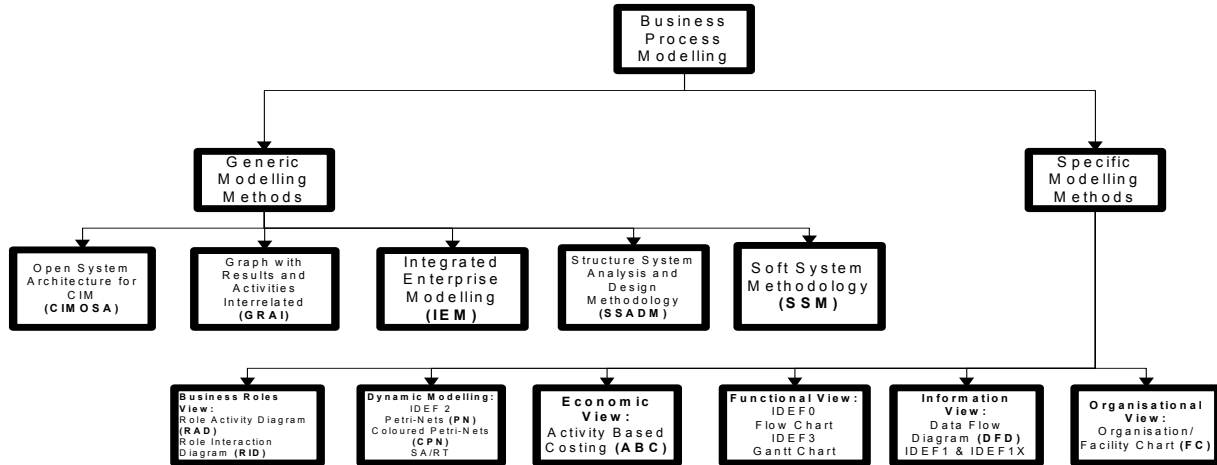 Business
Process
Modelling
Generic
Modelling
Methods
Specific
Modelling
Methods
Open System
Architecture for
CIM
(CIMOSA)
Graph with
Results and
Activities
Interrelated
(GRAI)
Integrated
Enterprise
Modelling
(IEM)
Structure System
Analysis and
Design
Methodology
(SSADM)
Soft System
Methodology
(SSM)
Business Roles
View:
Role Activity Diagram
(RAD)
Role Interaction
Diagram (RID)
Dynamic Modelling:
IDEF 2
Petri-Nets (PN)
Coloured Petri-Nets
(CPN)
SA/RT
Economic
View:
Activity Based
Costing (ABC)
Functional View:
IDEF0
Flow Chart
IDEF3
Gantt Chart
Information
View:
Data Flow
Diagram (DFD)
IDEF1 & IDEF1X
Organisational
View:
Organisation/
Facility Chart (FC)